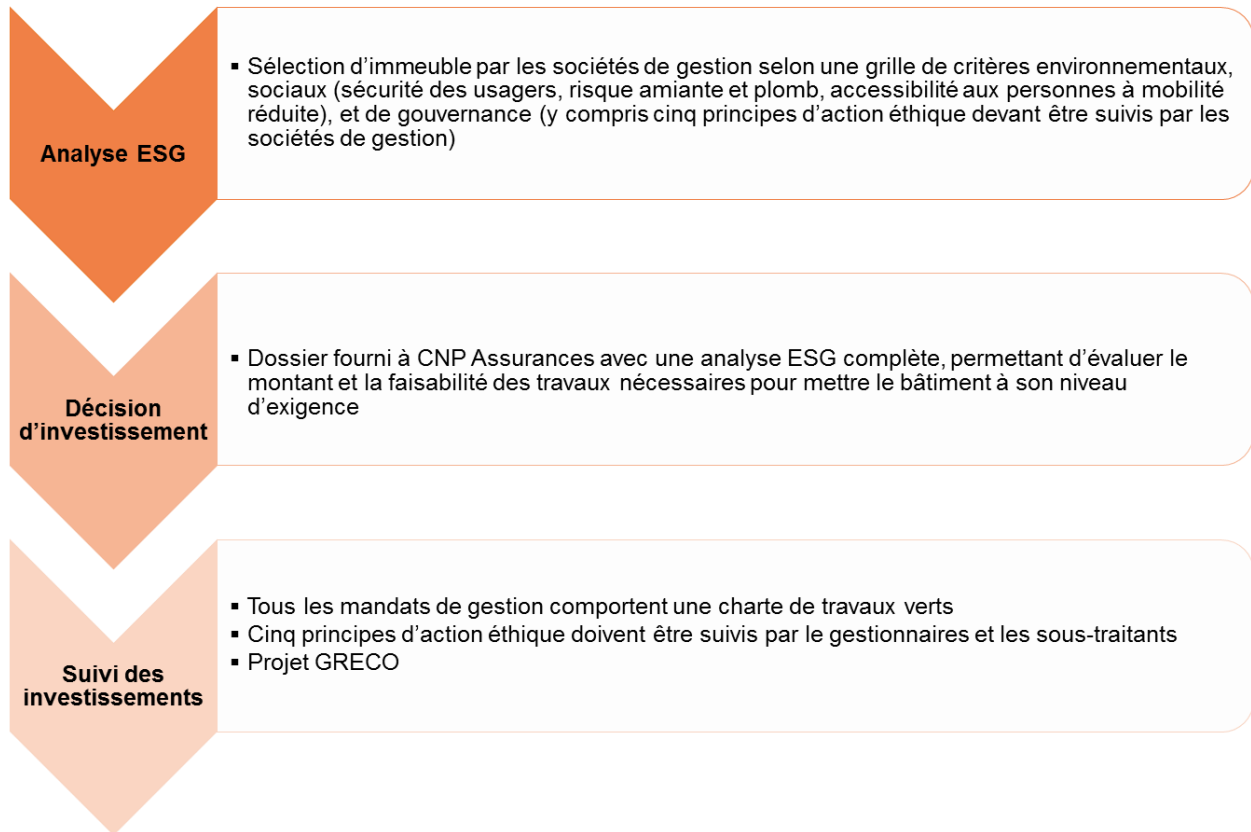 Analyse ESG
▪ Sélection d’immeuble par les sociétés de gestion selon une grille de critères environnementaux,
sociaux (sécurité des usagers, risque amiante et plomb, accessibilité aux personnes à mobilité
réduite), et de gouvernance (y compris cinq principes d’action éthique devant être suivis par les
sociétés de gestion)
Décision
d’investissement
▪ Dossier fourni à CNP Assurances avec une analyse ESG complète, permettant d’évaluer le
montant et la faisabilité des travaux nécessaires pour mettre le bâtiment à son niveau
d’exigence
Suivi des
investissements
▪ Tous les mandats de gestion comportent une charte de travaux verts
▪ Cinq principes d’action éthique doivent être suivis par le gestionnaires et les sous-traitants
▪ Projet GRECO